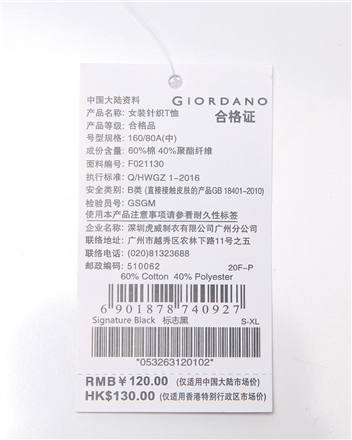 中国大陆资料
GIORDANO
合格证
产品名称: 女装针织T恤
产品等级: 合格品
号型规格: 160/80A(中)
成份含量: 60%棉 40%聚酯纤维
面料编号: F021130
执行标准: Q/HWGZ 1-2016
安全类别: B类 (直接接触皮肤的产品GB 18401-2010)
检验员号: GSGM
使用本产品注意事项请参看耐久性标签
企业名称: 深圳虎威制衣有限公司广州分公司
联络地址: 广州市越秀区农林下路11号之五
联络电话: (020)81323688
邮政编码: 510062
20F-P
60% Cotton 40% Polyester
6 901878 740927
Signature Black 标志黑 S-XL
*053263120102*
RMB¥ 120.00 (仅适用中国大陆市场价)
HK$130.00 (仅适用香港特别行政区市场价)